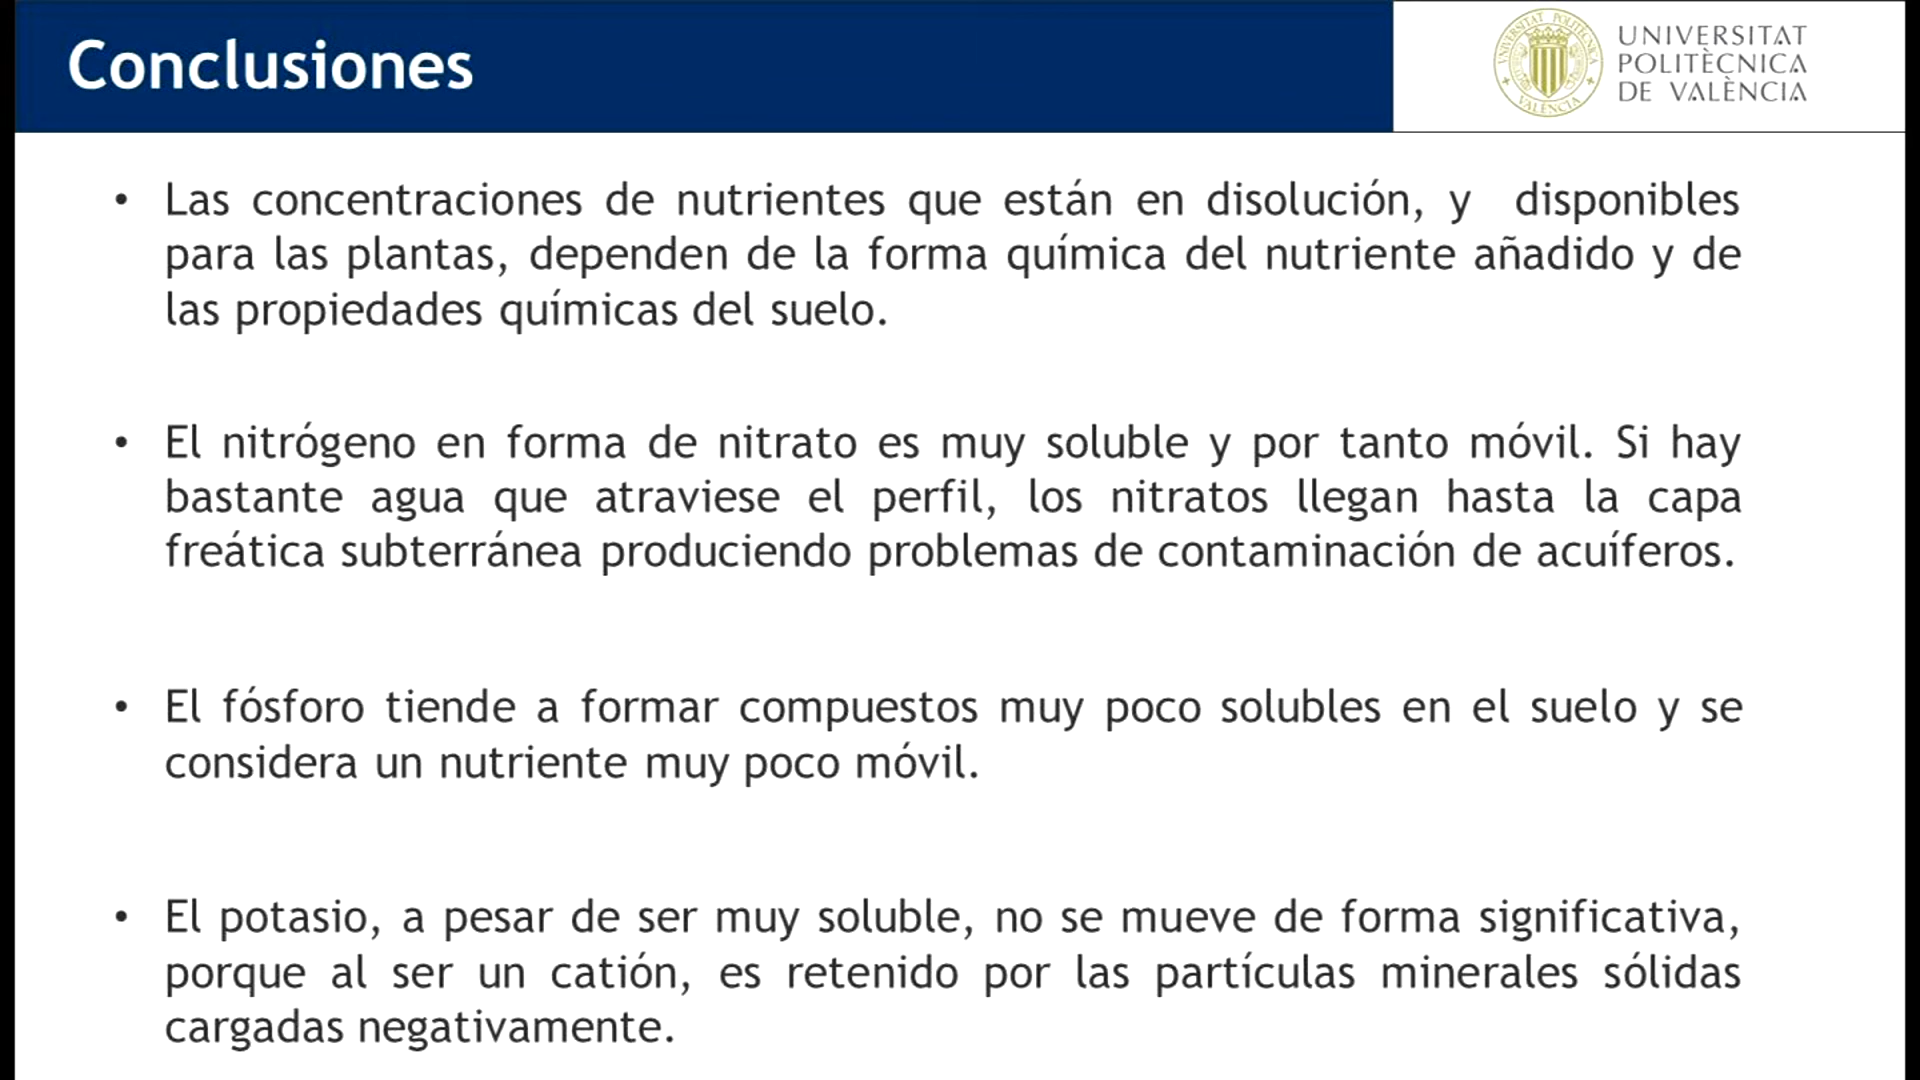 Conclusiones
UNIVERSITAT
POLITÈCNICA
DE VALÈNCIA
• Las concentraciones de nutrientes que están en disolución, y disponibles
para las plantas, dependen de la forma química del nutriente añadido y de
las propiedades químicas del suelo.
• El nitrógeno en forma de nitrato es muy soluble y por tanto móvil. Si hay
bastante agua que atraviese el perfil, los nitratos llegan hasta la capa
freática subterránea produciendo problemas de contaminación de acuíferos.
• El fósforo tiende a formar compuestos muy poco solubles en el suelo y se
considera un nutriente muy poco móvil.
• El potasio, a pesar de ser muy soluble, no se mueve de forma significativa,
porque al ser un catión, es retenido por las partículas minerales sólidas
cargadas negativamente.